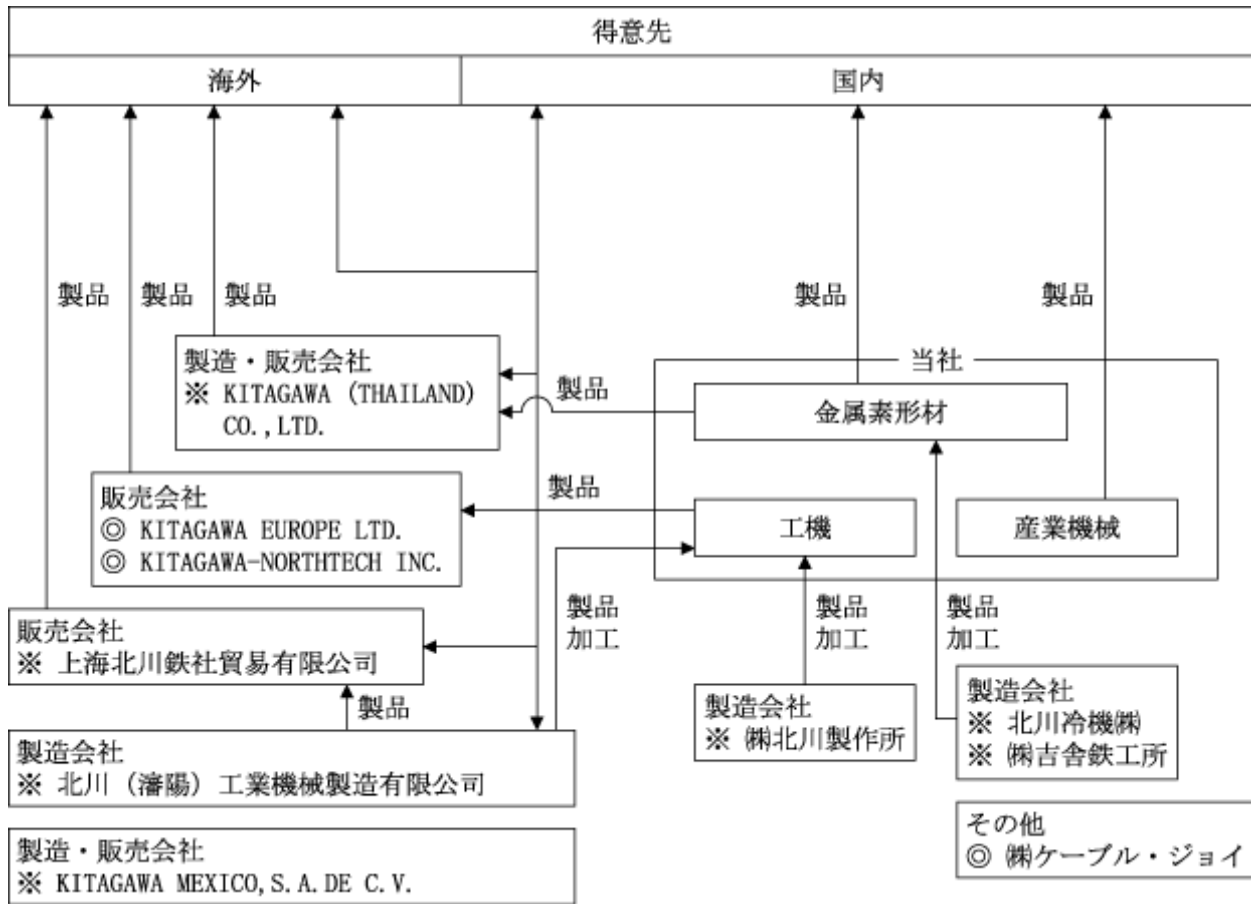 得意先
海外
国内
製品
製品
製品
製品
製品
製造・販売会社
※ KITAGAWA (THAILAND)
CO.,LTD.
製品
当社
金属素形材
販売会社
◎ KITAGAWA EUROPE LTD.
◎ KITAGAWA-NORTHTECH INC.
製品
工機
産業機械
販売会社
※ 上海北川鉄社貿易有限公司
製品
加工
製品
加工
製品
加工
製品
製造会社
※ 北川（瀋陽）工業機械製造有限公司
製造会社
※ ㈱北川製作所
製造会社
※ 北川冷機㈱
※ ㈱吉舎鉄工所
製造・販売会社
※ KITAGAWA MEXICO,S.A.DE C.V.
その他
◎ ㈱ケーブル・ジョイ